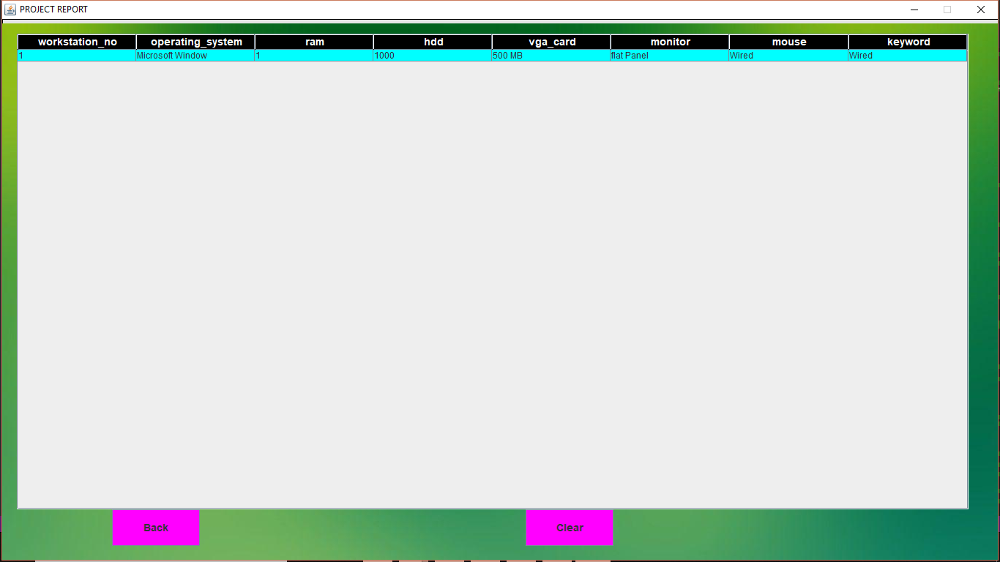 PROJECT REPORT
workstation_no operating_system ram hdd vga_card monitor mouse keyword
1 Microsoft Window 1 1000 500 MB flat Panel Wired Wired
Back Clear